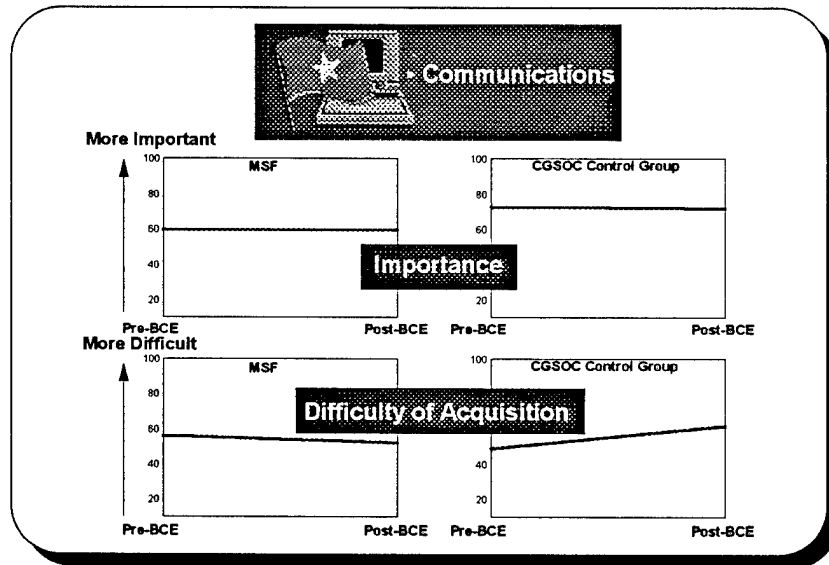 Communications
More Important
MSF
CGSOC Control Group
100
80
60
40
20
100
80
60
40
20
Importance
Pre-BCE
Post-BCE
Pre-BCE
Post-BCE
More Difficult
MSF
CGSOC Control Group
100
80
60
40
20
100
60
40
20
Difficulty of Acquisition
Pre-BCE
Post-BCE
Pre-BCE
Post-BCE